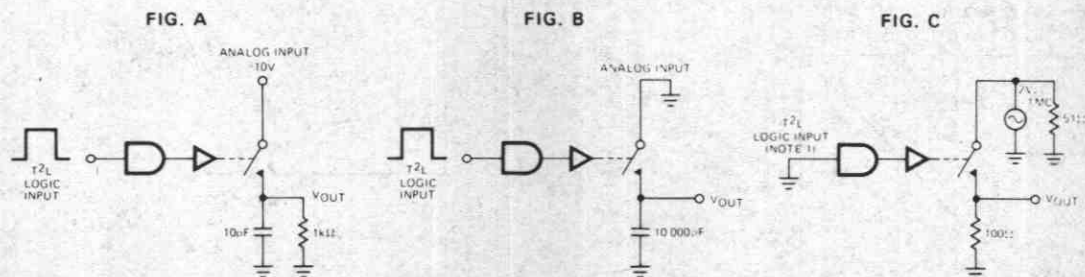 FIG. A
ANALOG INPUT
-10V
T²L
LOGIC
INPUT
VOUT
10pF
1kΩ
FIG. B
ANALOG INPUT
T²L
LOGIC
INPUT
VOUT
10 000pF
FIG. C
T²L
LOGIC INPUT
(NOTE 1)
1MC
51Ω
VOUT
100Ω